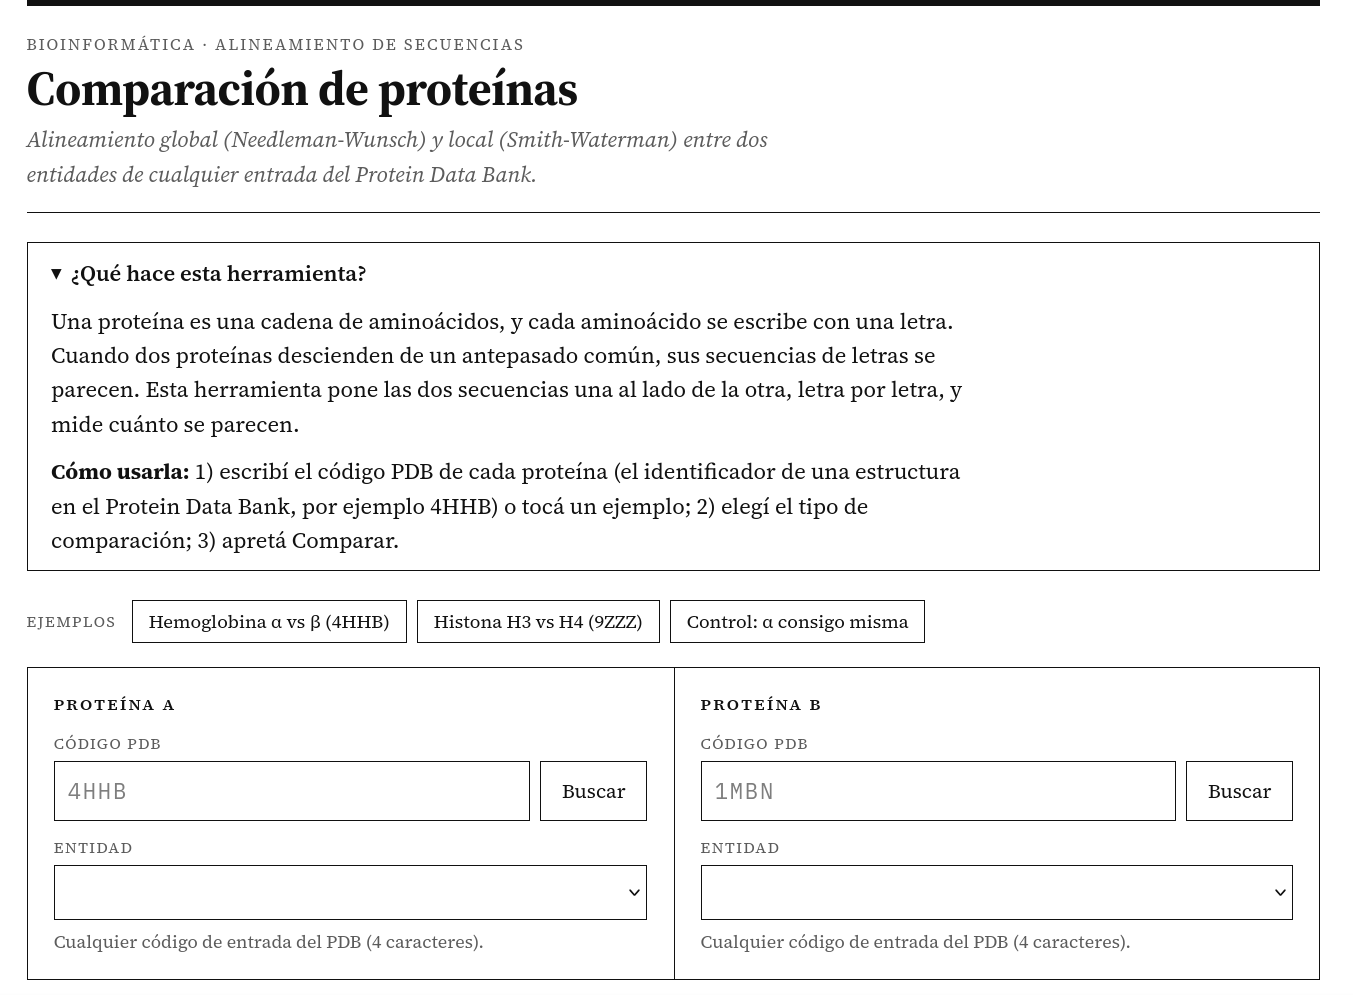 BIOINFORMÁTICA · ALINEAMIENTO DE SECUENCIAS
Comparación de proteínas
Alineamiento global (Needleman-Wunsch) y local (Smith-Waterman) entre dos
entidades de cualquier entrada del Protein Data Bank.
▼ ¿Qué hace esta herramienta?
Una proteína es una cadena de aminoácidos, y cada aminoácido se escribe con una letra.
Cuando dos proteínas descienden de un antepasado común, sus secuencias de letras se
parecen. Esta herramienta pone las dos secuencias una al lado de la otra, letra por letra, y
mide cuánto se parecen.
Cómo usarla: 1) escribí el código PDB de cada proteína (el identificador de una estructura
en el Protein Data Bank, por ejemplo 4HHB) o tocá un ejemplo; 2) elegí el tipo de
comparación; 3) apretá Comparar.
EJEMPLOS Hemoglobina α vs β (4HHB) Histona H3 vs H4 (9ZZZ) Control: α consigo misma
PROTEÍNA A
CÓDIGO PDB
4HHB Buscar
ENTIDAD
Cualquier código de entrada del PDB (4 caracteres).
PROTEÍNA B
CÓDIGO PDB
1MBN Buscar
ENTIDAD
Cualquier código de entrada del PDB (4 caracteres).